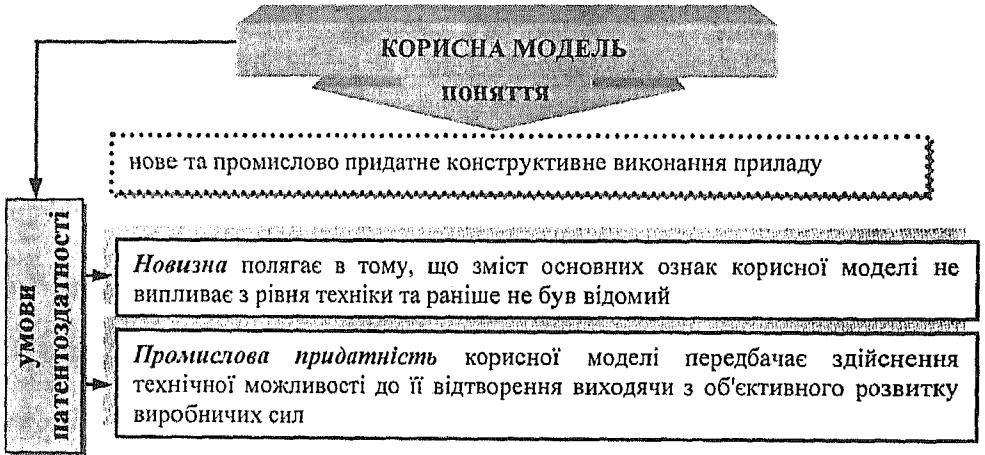 КОРИСНА МОДЕЛЬ
ПОНЯТТЯ
нове та промислово придатне конструктивне виконання приладу
умови
патентоздатності
Новизна полягає в тому, що зміст основних ознак корисної моделі не
випливає з рівня техніки та раніше не був відомий
Промислова придатність корисної моделі передбачає здійснення
технічної можливості до її відтворення виходячи з об'єктивного розвитку
виробничих сил